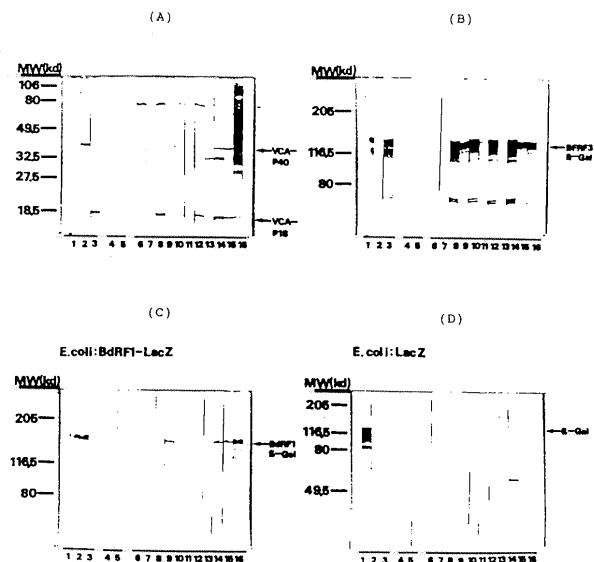 (A)
(B)
MW(kd)
106
80
49,5
32,5
27,5
18,5
VCA-
P40
VCA-
P18
1 2 3 4 5 6 7 8 9 10 11 12 13 14 15 16
MW(kd)
205
116,5
80
BFRF3
ß-Gal
1 2 3 4 5 6 7 8 9 10 11 12 13 14 15 16
(C)
(D)
E.coli:BdRF1-LacZ
E.coli:LacZ
MW(kd)
205
116,5
80
BdRF1
ß-Gal
1 2 3 4 5 6 7 8 9 10 11 12 13 14 15 16
MW(kd)
205
116,5
80
49,5
ß-Gal
1 2 3 4 5 6 7 8 9 10 11 12 13 14 15 16